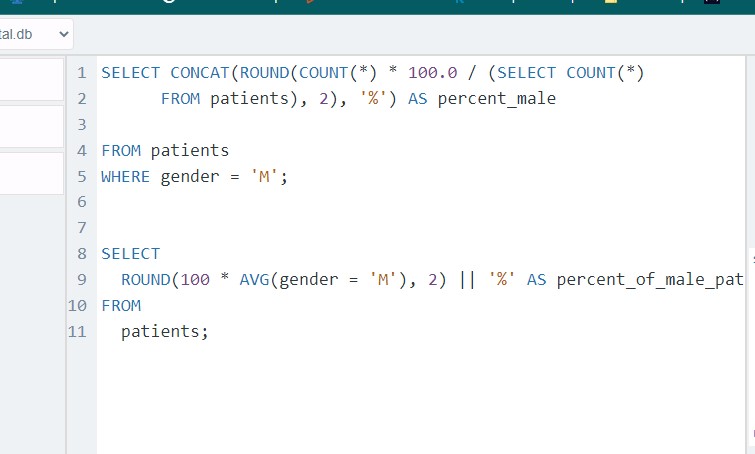 tal.db
1 SELECT CONCAT(ROUND(COUNT(*) * 100.0 / (SELECT COUNT(*)
2 FROM patients), 2), '%') AS percent_male
3
4 FROM patients
5 WHERE gender = 'M';
6
7
8 SELECT
9 ROUND(100 * AVG(gender = 'M'), 2) || '%' AS percent_of_male_pat
10 FROM
11 patients;